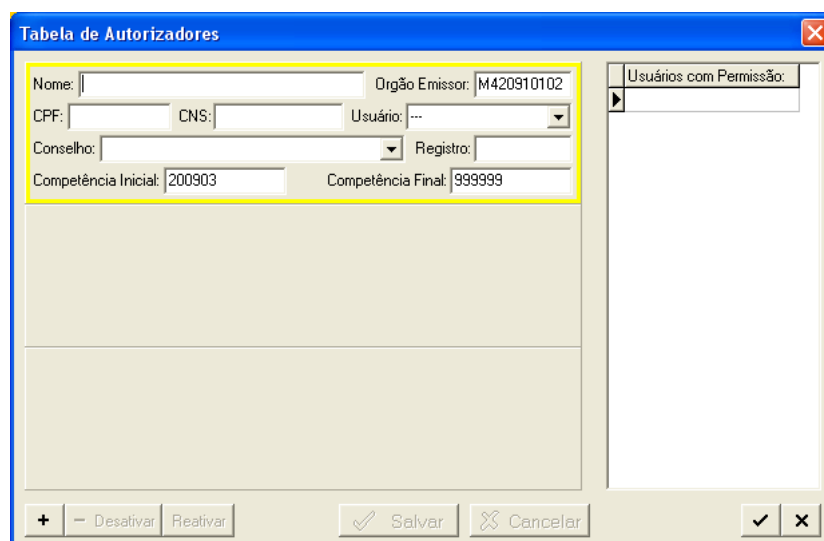 Tabela de Autorizadores
Nome: Orgão Emissor: M420910102
CPF: CNS: Usuário: ---
Conselho: Registro:
Competência Inicial: 200903 Competência Final: 999999
Usuários com Permissão:
+ − Desativar Reativar Salvar Cancelar